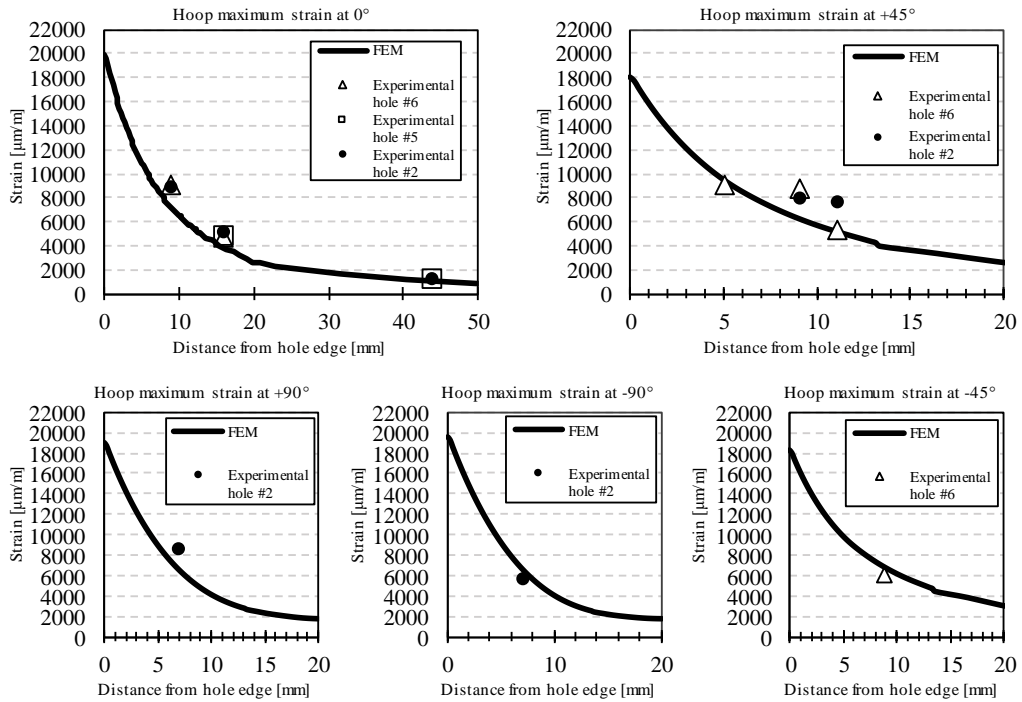 Hoop maximum strain at 0°
22000
20000
18000
16000
14000
12000
10000
8000
6000
4000
2000
0
Strain [µm/m]
FEM
Experimental
hole #6
Experimental
hole #5
Experimental
hole #2
0 10 20 30 40 50
Distance from hole edge [mm]
Hoop maximum strain at +45°
22000
20000
18000
16000
14000
12000
10000
8000
6000
4000
2000
0
Strain [µm/m]
FEM
Experimental
hole #6
Experimental
hole #2
0 5 10 15 20
Distance from hole edge [mm]
Hoop maximum strain at +90°
22000
20000
18000
16000
14000
12000
10000
8000
6000
4000
2000
0
Strain [µm/m]
FEM
Experimental
hole #2
0 5 10 15 20
Distance from hole edge [mm]
Hoop maximum strain at -90°
22000
20000
18000
16000
14000
12000
10000
8000
6000
4000
2000
0
Strain [µm/m]
FEM
Experimental
hole #2
0 10 20
Distance from hole edge [mm]
Hoop maximum strain at -45°
22000
20000
18000
16000
14000
12000
10000
8000
6000
4000
2000
0
Strain [µm/m]
FEM
Experimental
hole #6
0 5 10 15 20
Distance from hole edge [mm]